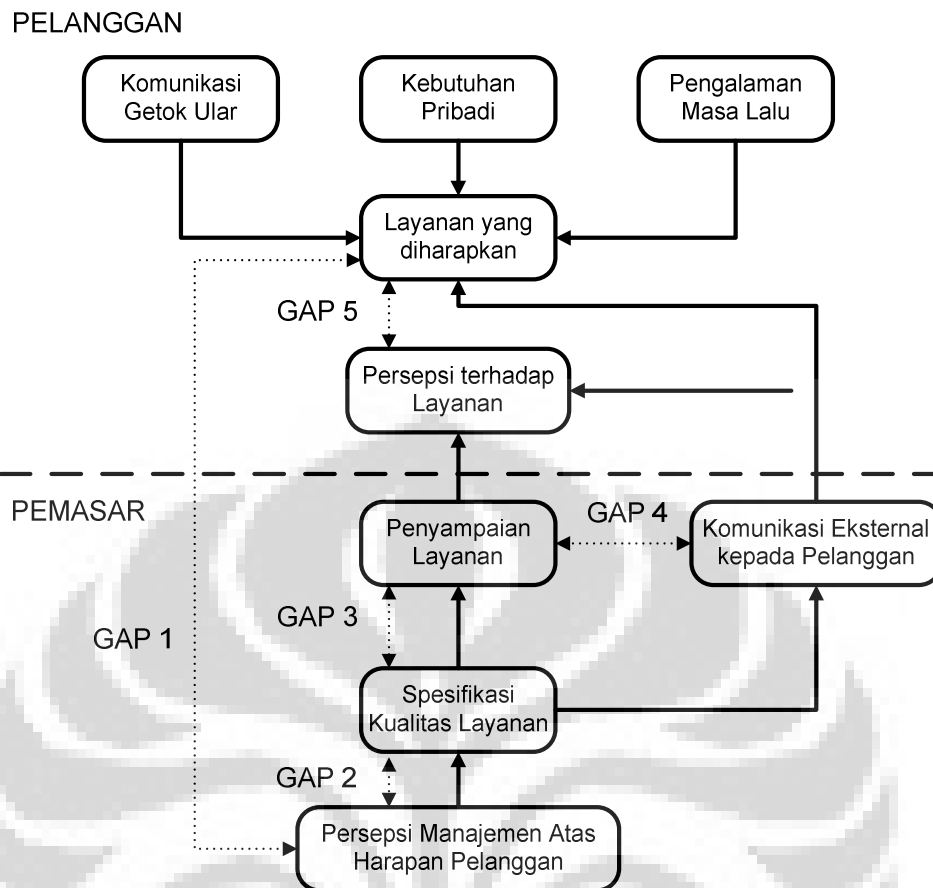 PELANGGAN
Komunikasi
Getok Ular
Kebutuhan
Pribadi
Pengalaman
Masa Lalu
Layanan yang
diharapkan
GAP 5
Persepsi terhadap
Layanan
PEMASAR
Penyampaian
Layanan
GAP 4
Komunikasi Eksternal
kepada Pelanggan
GAP 3
GAP 1
Spesifikasi
Kualitas Layanan
GAP 2
Persepsi Manajemen Atas
Harapan Pelanggan